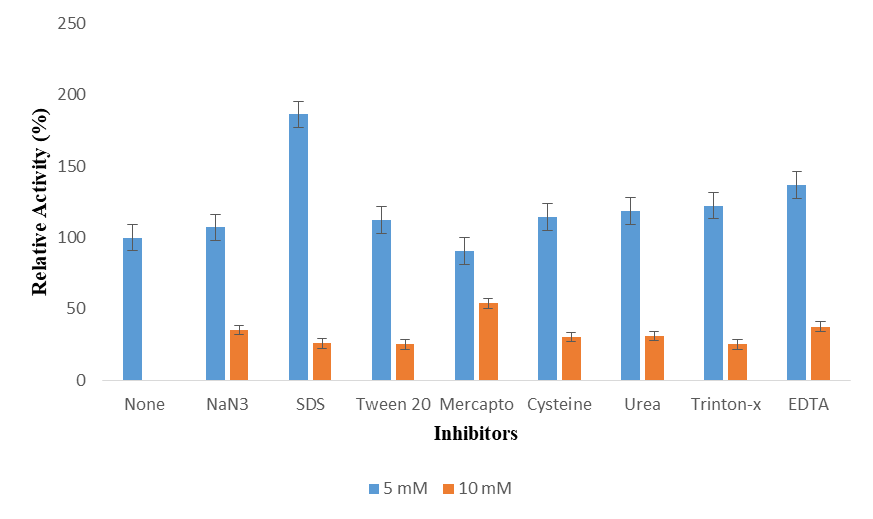 250
200
150
100
50
0
Relative Activity (%)
None NaN3 SDS Tween 20 Mercapto Cysteine Urea Trinton-x EDTA
Inhibitors
5 mM 10 mM